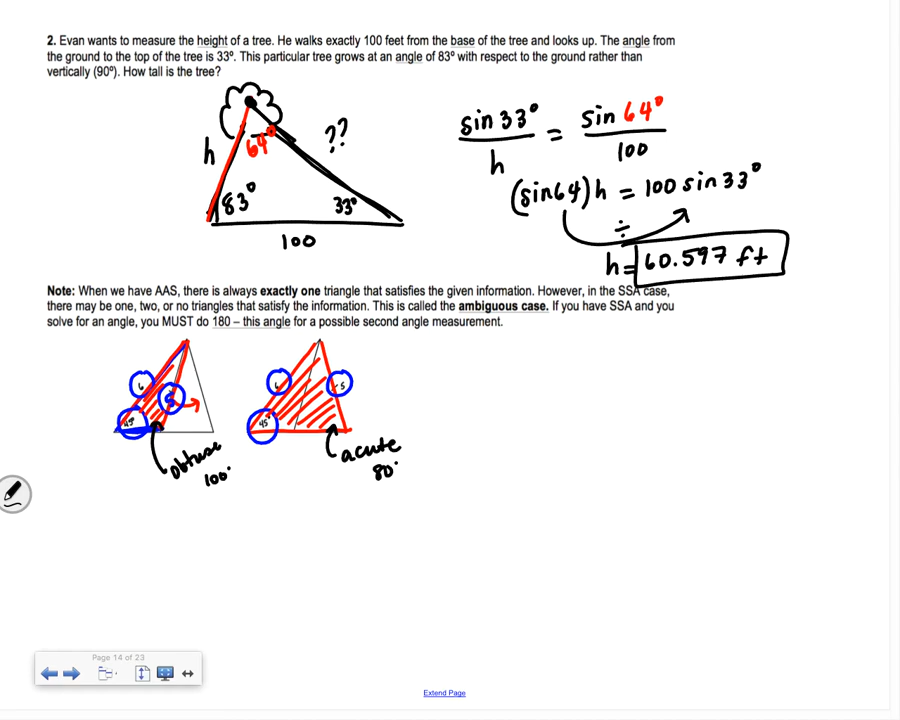 2. Evan wants to measure the height of a tree. He walks exactly 100 feet from the base of the tree and looks up. The angle from
the ground to the top of the tree is 33º. This particular tree grows at an angle of 83º with respect to the ground rather than
vertically (90º). How tall is the tree?
h
64°
??
83°
33°
100
sin 33° / h = sin 64° / 100
(sin64)h = 100 sin 33°
÷
h= 60.597 ft
Note: When we have AAS, there is always exactly one triangle that satisfies the given information. However, in the SSA case,
there may be one, two, or no triangles that satisfy the information. This is called the ambiguous case. If you have SSA and you
solve for an angle, you MUST do 180 – this angle for a possible second angle measurement.
6
5
45°
obtuse
100°
6
5
45°
acute
80°
Page 14 of 23
Extend Page